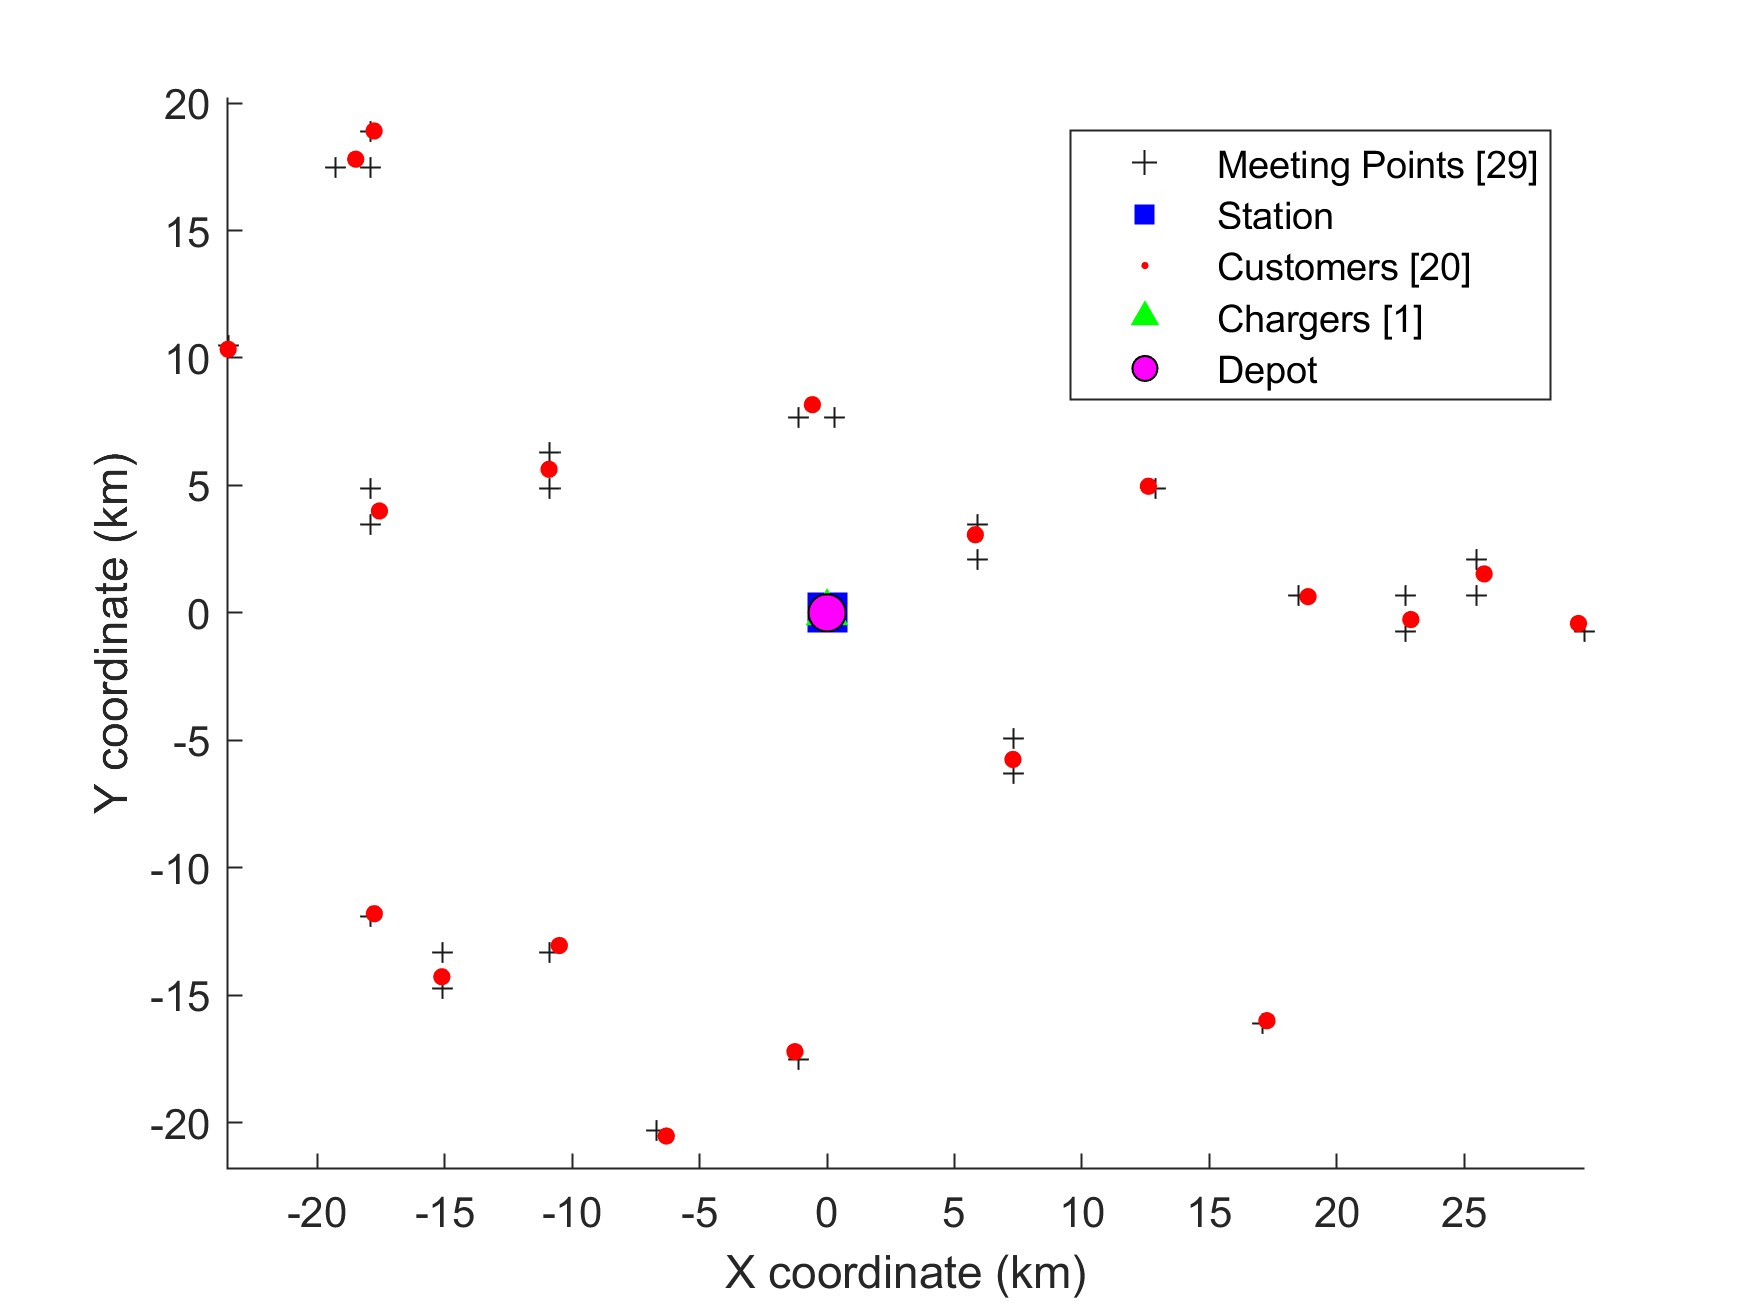 20
15
10
5
0
-5
-10
-15
-20
Y coordinate (km)
Meeting Points [29]
Station
Customers [20]
Chargers [1]
Depot
-20 -15 -10 -5 0 5 10 15 20 25
X coordinate (km)